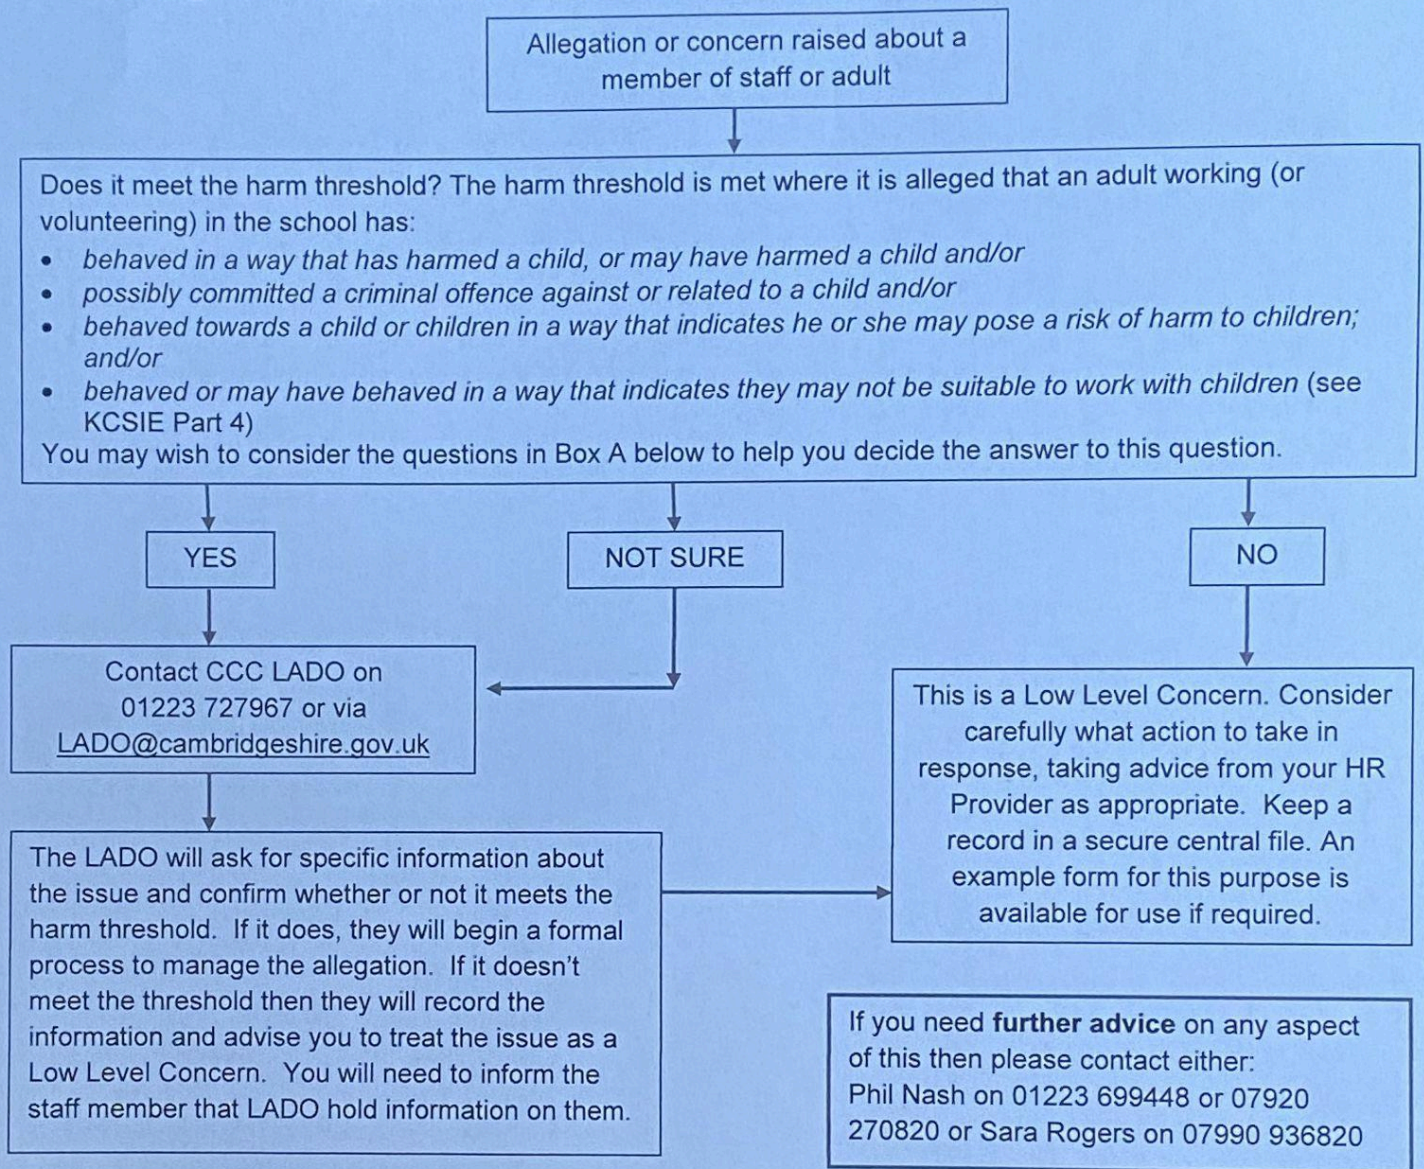 Allegation or concern raised about a
member of staff or adult
Does it meet the harm threshold? The harm threshold is met where it is alleged that an adult working (or
volunteering) in the school has:
• behaved in a way that has harmed a child, or may have harmed a child and/or
• possibly committed a criminal offence against or related to a child and/or
• behaved towards a child or children in a way that indicates he or she may pose a risk of harm to children;
and/or
• behaved or may have behaved in a way that indicates they may not be suitable to work with children (see
KCSIE Part 4)
You may wish to consider the questions in Box A below to help you decide the answer to this question.
YES
NOT SURE
NO
Contact CCC LADO on
01223 727967 or via
LADO@cambridgeshire.gov.uk
This is a Low Level Concern. Consider
carefully what action to take in
response, taking advice from your HR
Provider as appropriate. Keep a
record in a secure central file. An
example form for this purpose is
available for use if required.
The LADO will ask for specific information about
the issue and confirm whether or not it meets the
harm threshold. If it does, they will begin a formal
process to manage the allegation. If it doesn't
meet the threshold then they will record the
information and advise you to treat the issue as a
Low Level Concern. You will need to inform the
staff member that LADO hold information on them.
If you need further advice on any aspect
of this then please contact either:
Phil Nash on 01223 699448 or 07920
270820 or Sara Rogers on 07990 936820